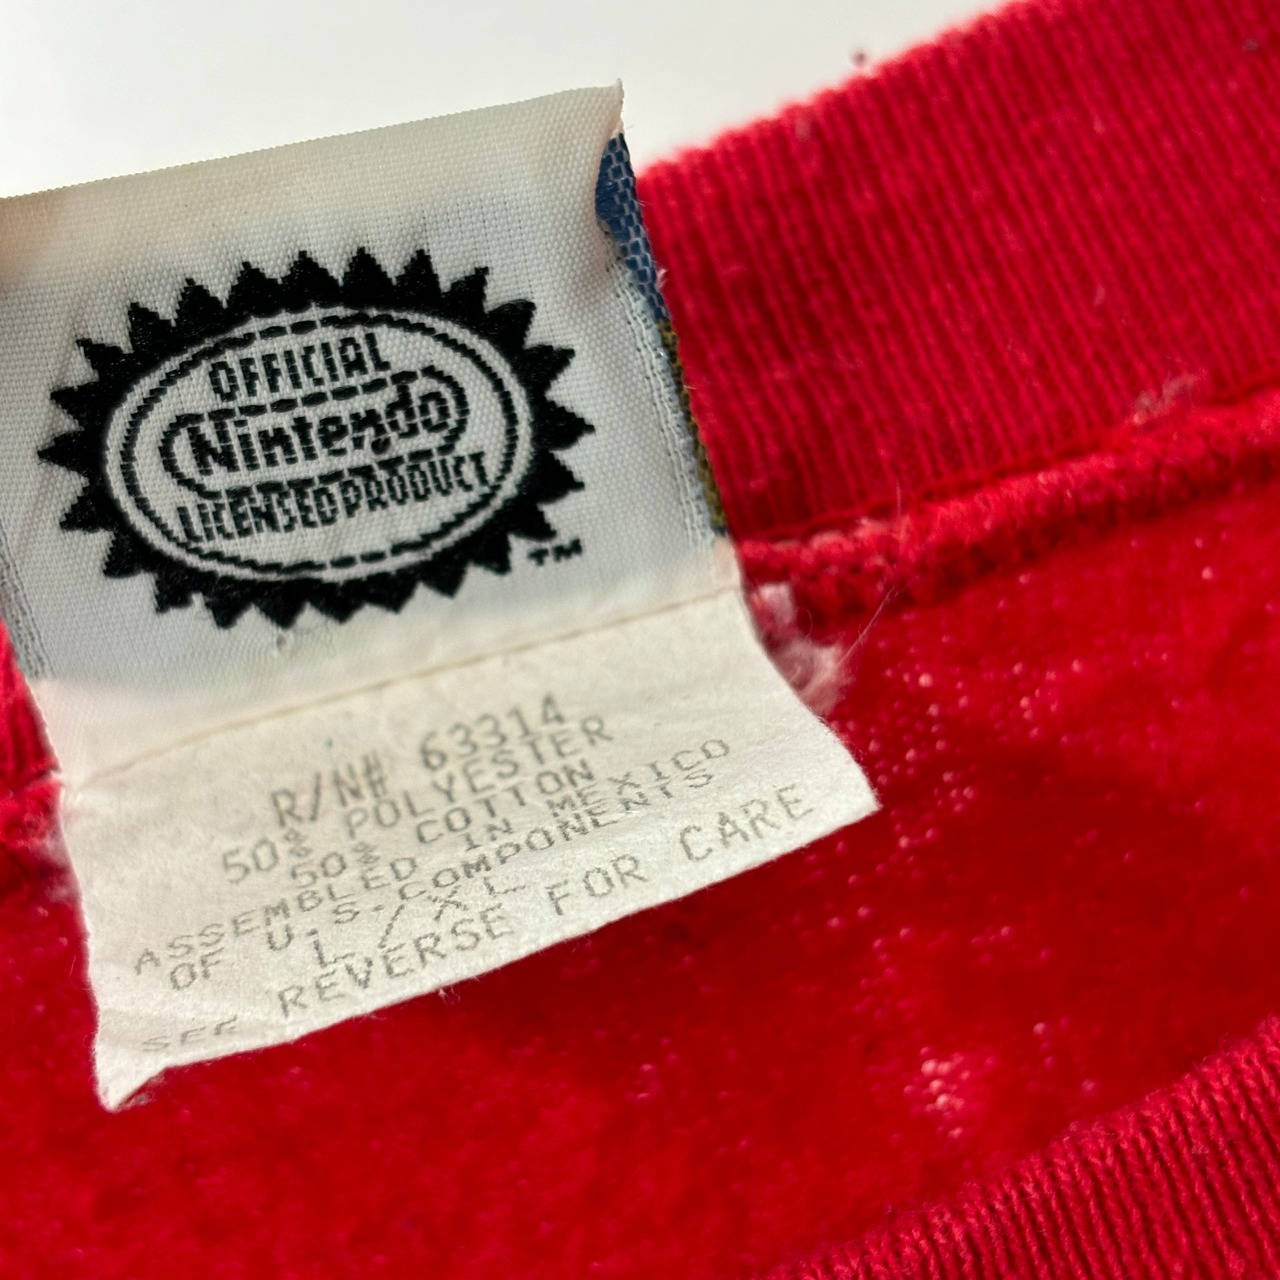 OFFICIAL
Nintendo
LICENSED PRODUCT
TM
R/N# 63314
50% POLYESTER
50% COTTON
ASSEMBLED IN MEXICO
OF U.S. COMPONENTS
L/XL
SEE REVERSE FOR CARE